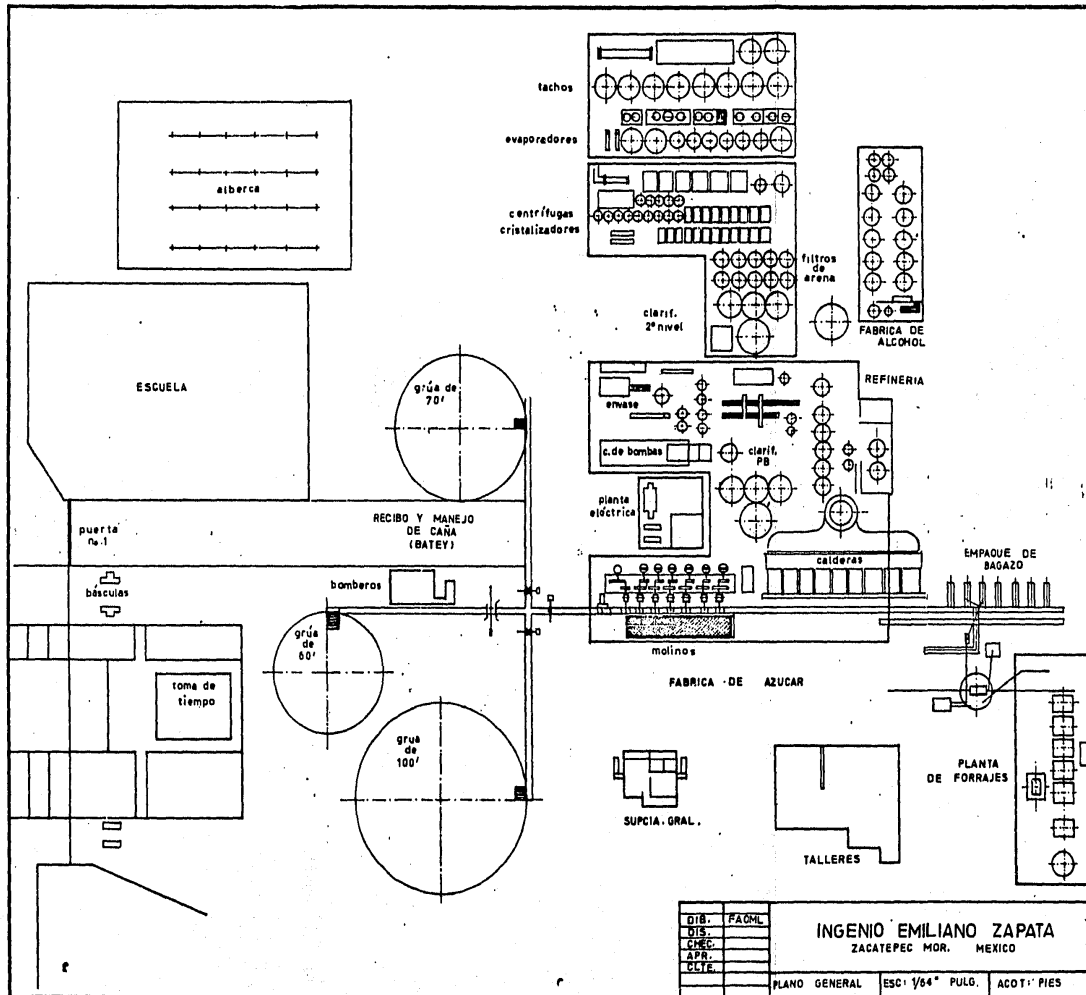 tachos
evaporadores
alberca
centrífugas
cristalizadores
filtros
de
arena
clarif.
2º nivel
FABRICA DE
ALCOHOL
ESCUELA
grúa de
70'
envase
REFINERIA
c. de bombas
clarif.
PB
planta
eléctrica
puerta
no. 1
RECIBO Y MANEJO
DE CAÑA
(BATEY)
calderas
EMPAQUE DE
BAGAZO
básculas
bomberos
grúa
de
60'
molinos
toma de
tiempo
FABRICA DE AZUCAR
grua
de
100'
PLANTA
DE FORRAJES
SUPCIA. GRAL.
TALLERES
DIB. FACML
DIS.
CHEC.
APR.
CLTE.
INGENIO EMILIANO ZAPATA
ZACATEPEC MOR. MEXICO
PLANO GENERAL ESC: 1/64" PULG. ACOT: PIES